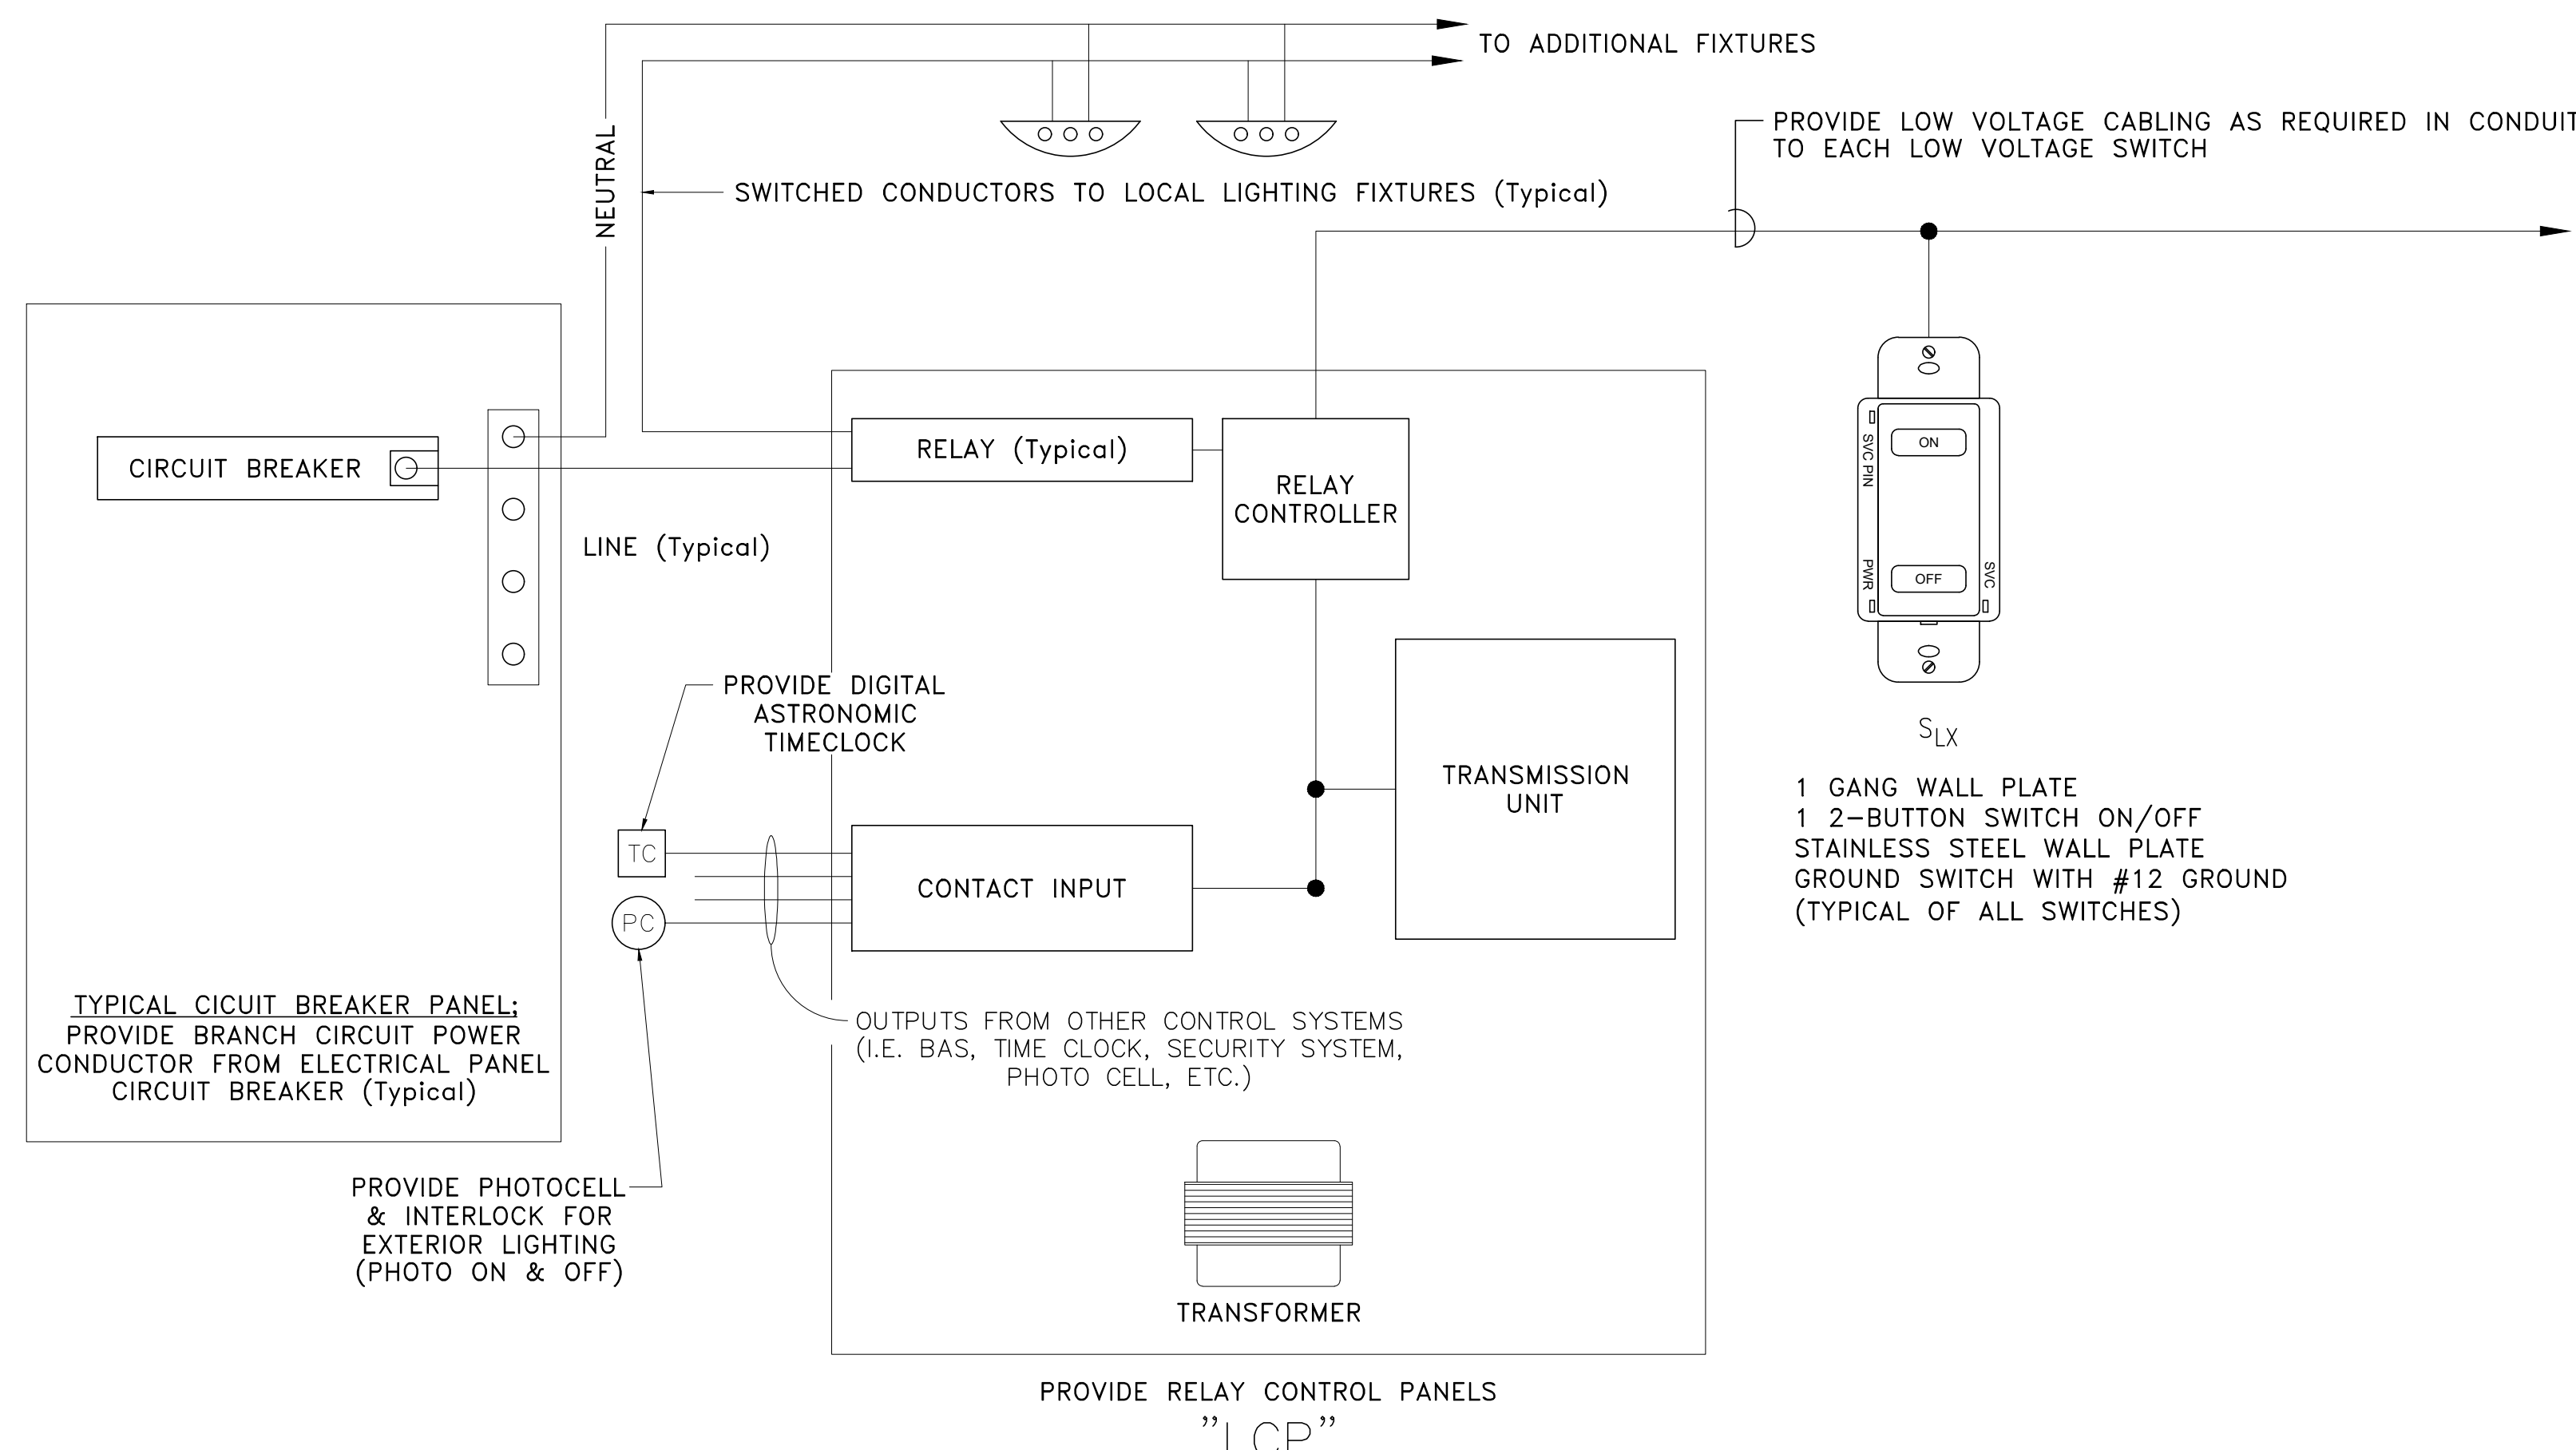 TO ADDITIONAL FIXTURES
PROVIDE LOW VOLTAGE CABLING AS REQUIRED IN CONDUIT
TO EACH LOW VOLTAGE SWITCH
NEUTRAL
SWITCHED CONDUCTORS TO LOCAL LIGHTING FIXTURES (Typical)
CIRCUIT BREAKER
RELAY (Typical)
RELAY
CONTROLLER
LINE (Typical)
ON
SVC PIN
OFF
PWR
SVC
PROVIDE DIGITAL
ASTRONOMIC
TIMECLOCK
TRANSMISSION
UNIT
SLX
1 GANG WALL PLATE
1 2-BUTTON SWITCH ON/OFF
STAINLESS STEEL WALL PLATE
GROUND SWITCH WITH #12 GROUND
(TYPICAL OF ALL SWITCHES)
TC
PC
CONTACT INPUT
TYPICAL CICUIT BREAKER PANEL;
PROVIDE BRANCH CIRCUIT POWER
CONDUCTOR FROM ELECTRICAL PANEL
CIRCUIT BREAKER (Typical)
OUTPUTS FROM OTHER CONTROL SYSTEMS
(I.E. BAS, TIME CLOCK, SECURITY SYSTEM,
PHOTO CELL, ETC.)
PROVIDE PHOTOCELL
& INTERLOCK FOR
EXTERIOR LIGHTING
(PHOTO ON & OFF)
TRANSFORMER
PROVIDE RELAY CONTROL PANELS
"LCP"